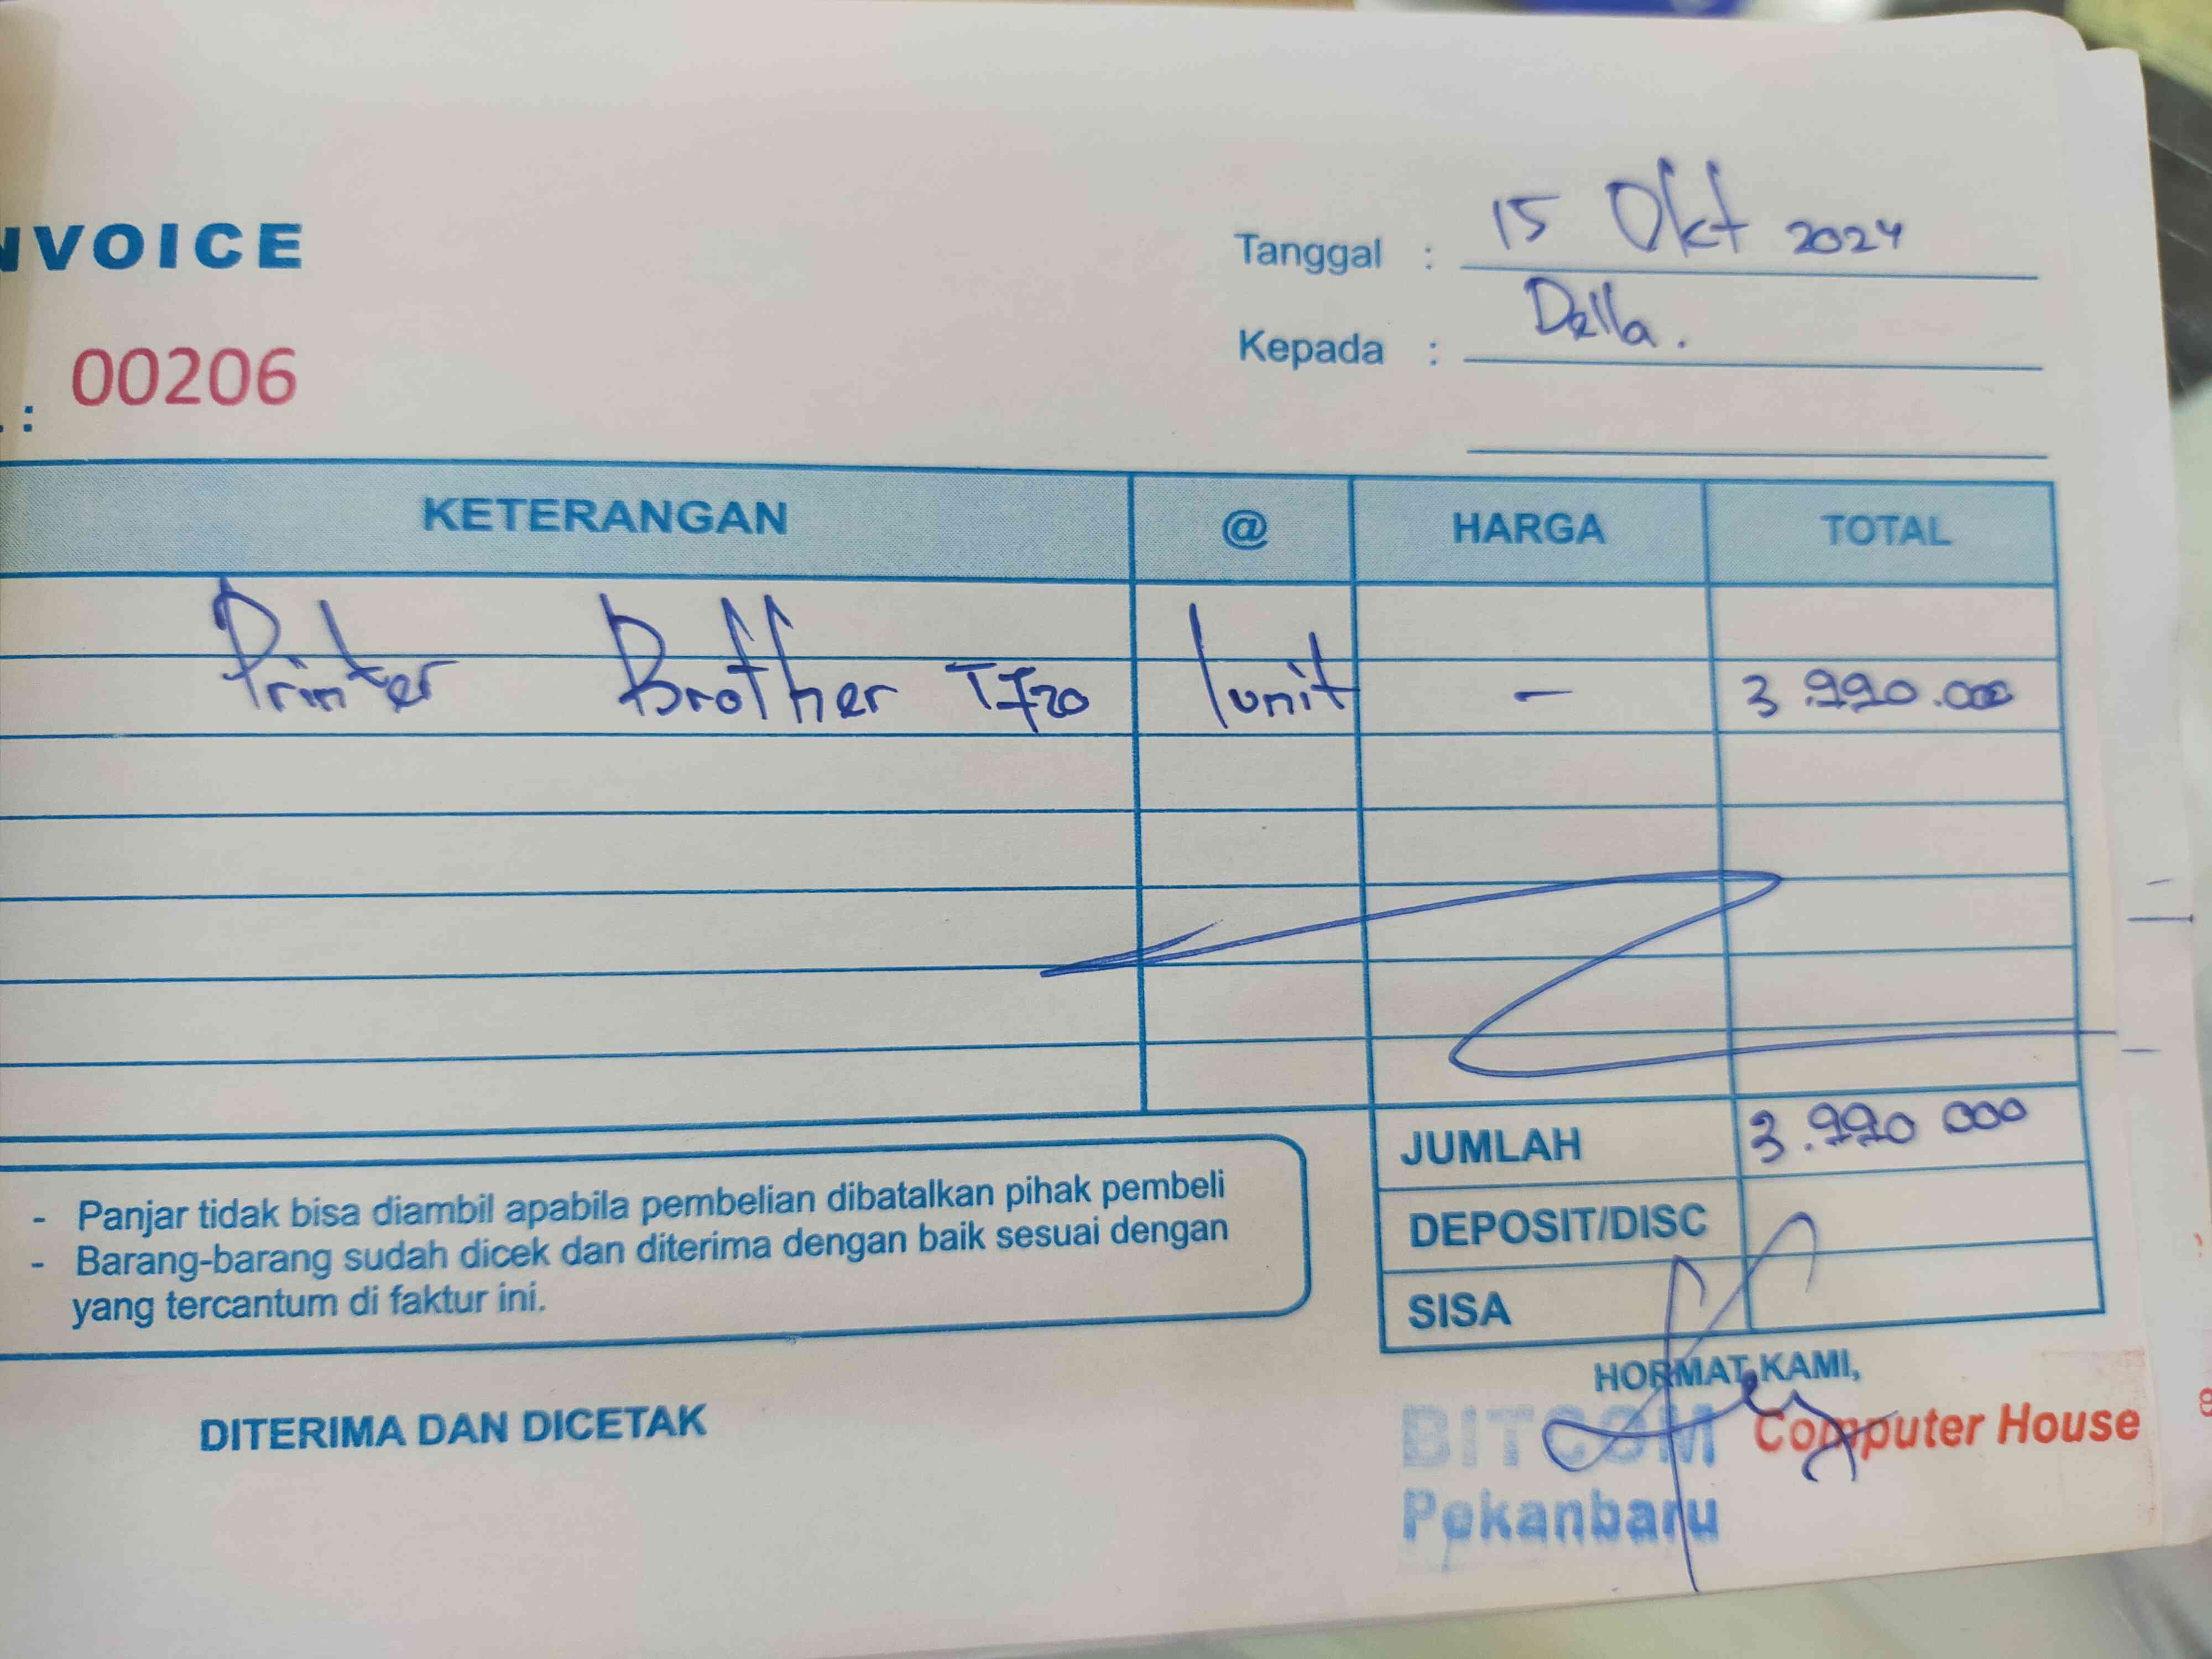 NVOICE
. : 00206
Tanggal : 15 Okt 2024
Kepada : Della.
KETERANGAN @ HARGA TOTAL
Printer Brother T720 1 unit - 3.990.000
JUMLAH 3.990 000
DEPOSIT/DISC
SISA
- Panjar tidak bisa diambil apabila pembelian dibatalkan pihak pembeli
- Barang-barang sudah dicek dan diterima dengan baik sesuai dengan
yang tercantum di faktur ini.
DITERIMA DAN DICETAK
HORMAT KAMI,
BITCOM Computer House
Pekanbaru